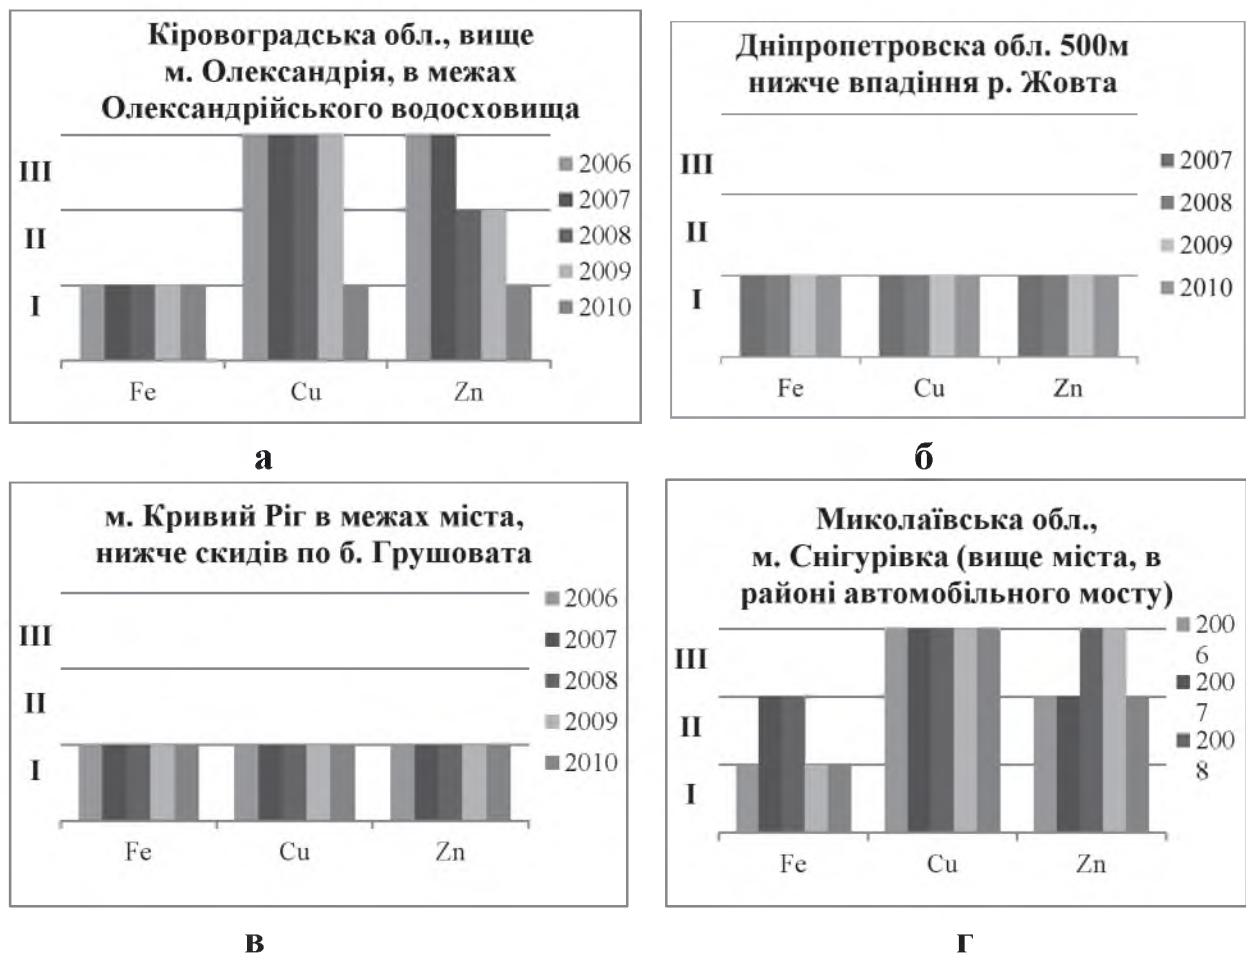 Кіровоградська обл., вище
м. Олександрія, в межах
Олександрійського водосховища
III
II
I
Fe
Cu
Zn
2006
2007
2008
2009
2010
а
Дніпропетровска обл. 500м
нижче впадіння р. Жовта
III
II
I
Fe
Cu
Zn
2007
2008
2009
2010
б
м. Кривий Ріг в межах міста,
нижче скидів по б. Грушовата
III
II
I
Fe
Cu
Zn
2006
2007
2008
2009
2010
в
Миколаївська обл.,
м. Снігурівка (вище міста, в
районі автомобільного мосту)
III
II
I
Fe
Cu
Zn
200
6
200
7
200
8
г